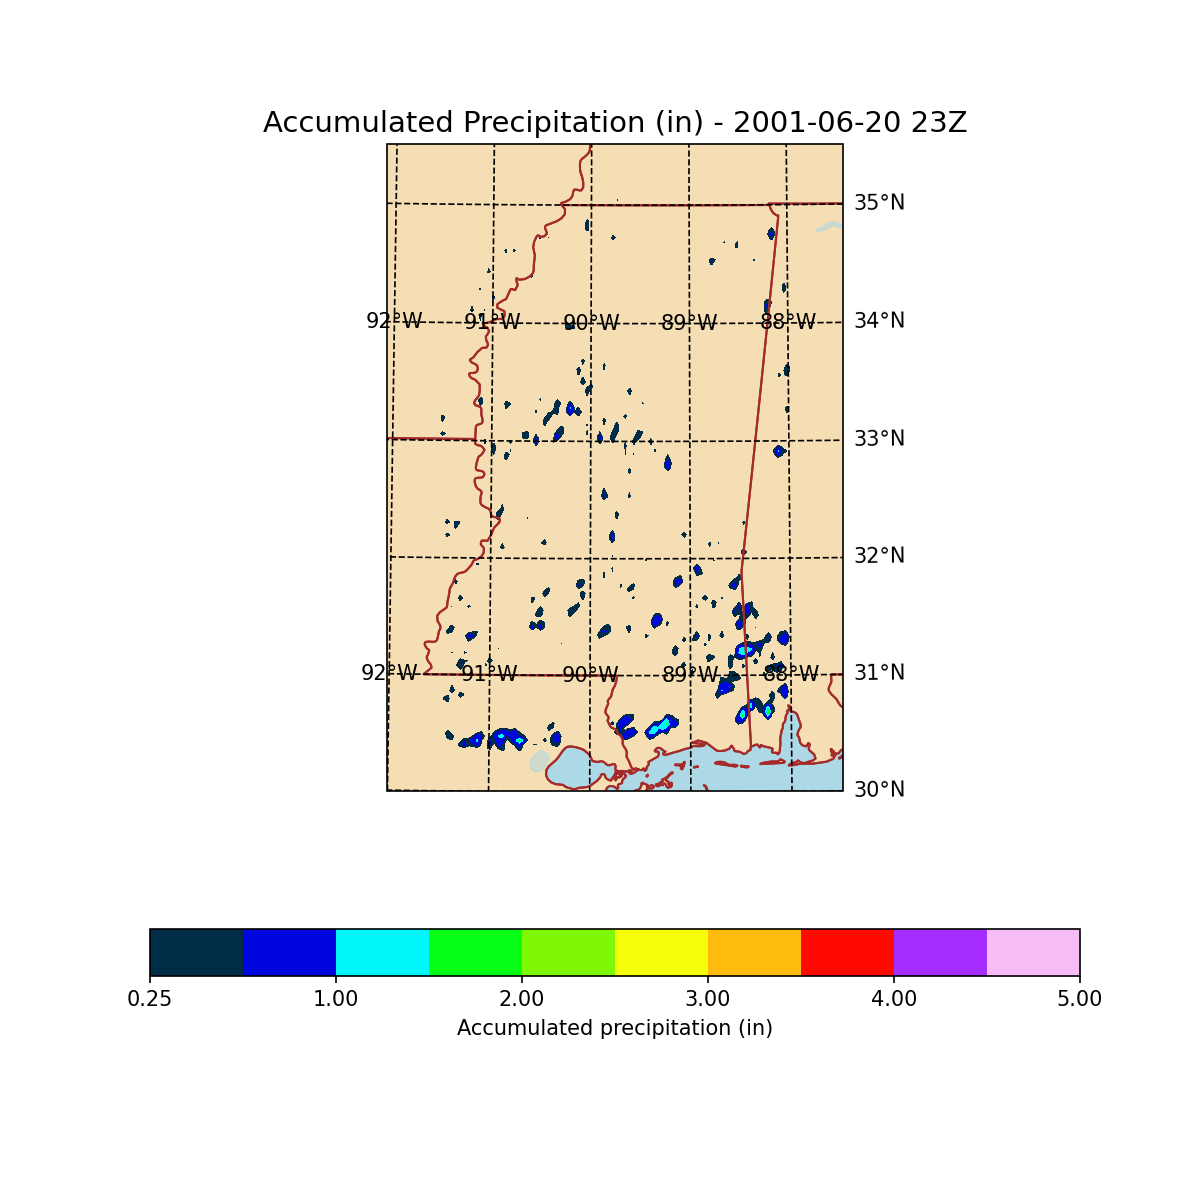 Accumulated Precipitation (in) - 2001-06-20 23Z
35°N
92°W 91°W 90°W 89°W 88°W 34°N
33°N
32°N
92°W 91°W 90°W 89°W 88°W 31°N
30°N
0.25 1.00 2.00 3.00 4.00 5.00
Accumulated precipitation (in)